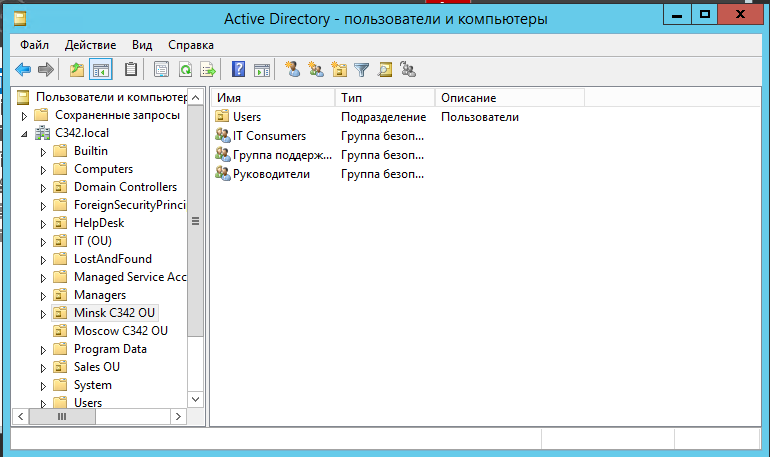 Active Directory - пользователи и компьютеры
Файл Действие Вид Справка
Пользователи и компьютер
Сохраненные запросы
C342.local
Builtin
Computers
Domain Controllers
ForeignSecurityPrinci
HelpDesk
IT (OU)
LostAndFound
Managed Service Acc
Managers
Minsk C342 OU
Moscow C342 OU
Program Data
Sales OU
System
Users
Имя Тип Описание
Users Подразделение Пользователи
IT Consumers Группа безоп...
Группа поддерж... Группа безоп...
Руководители Группа безоп...